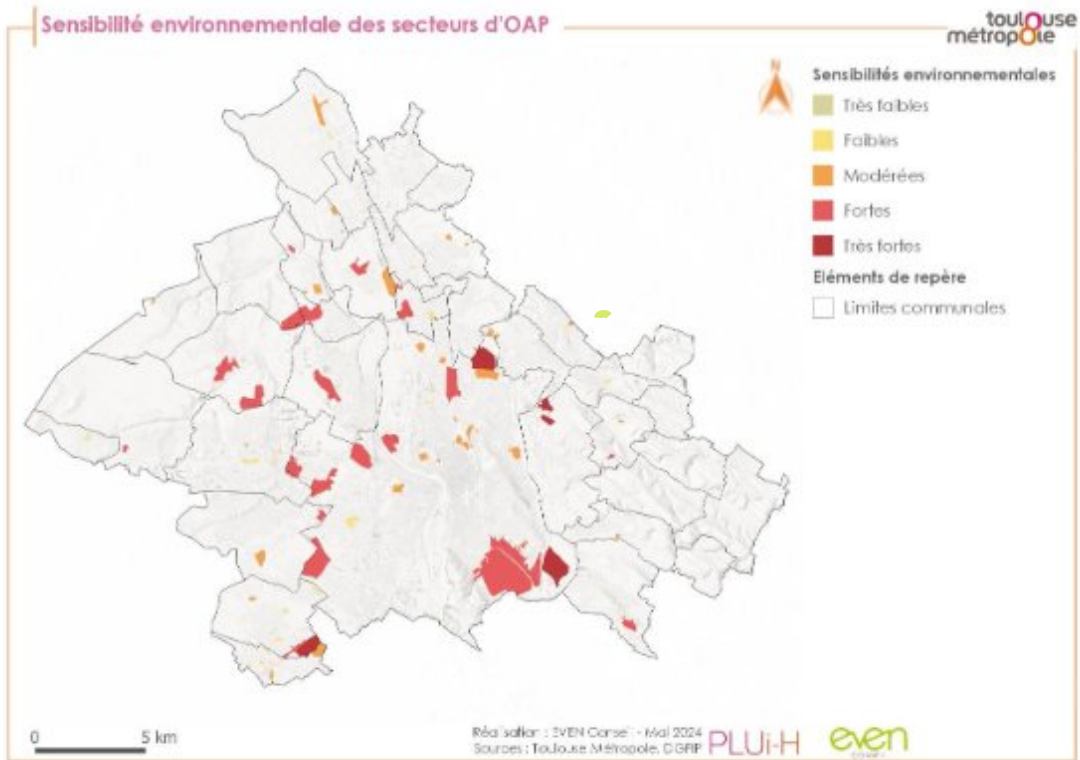 Sensibilité environnementale des secteurs d'OAP
toulouse
métropole
N
Sensibilités environnementales
Très faibles
Faibles
Modérées
Fortes
Très fortes
Eléments de repère
Limites communales
0 5 km
Réalisation : EVEN Conseil - Mai 2024
Sources : Toulouse Métropole, DGFIP
PLUi-H
even
CONSEIL